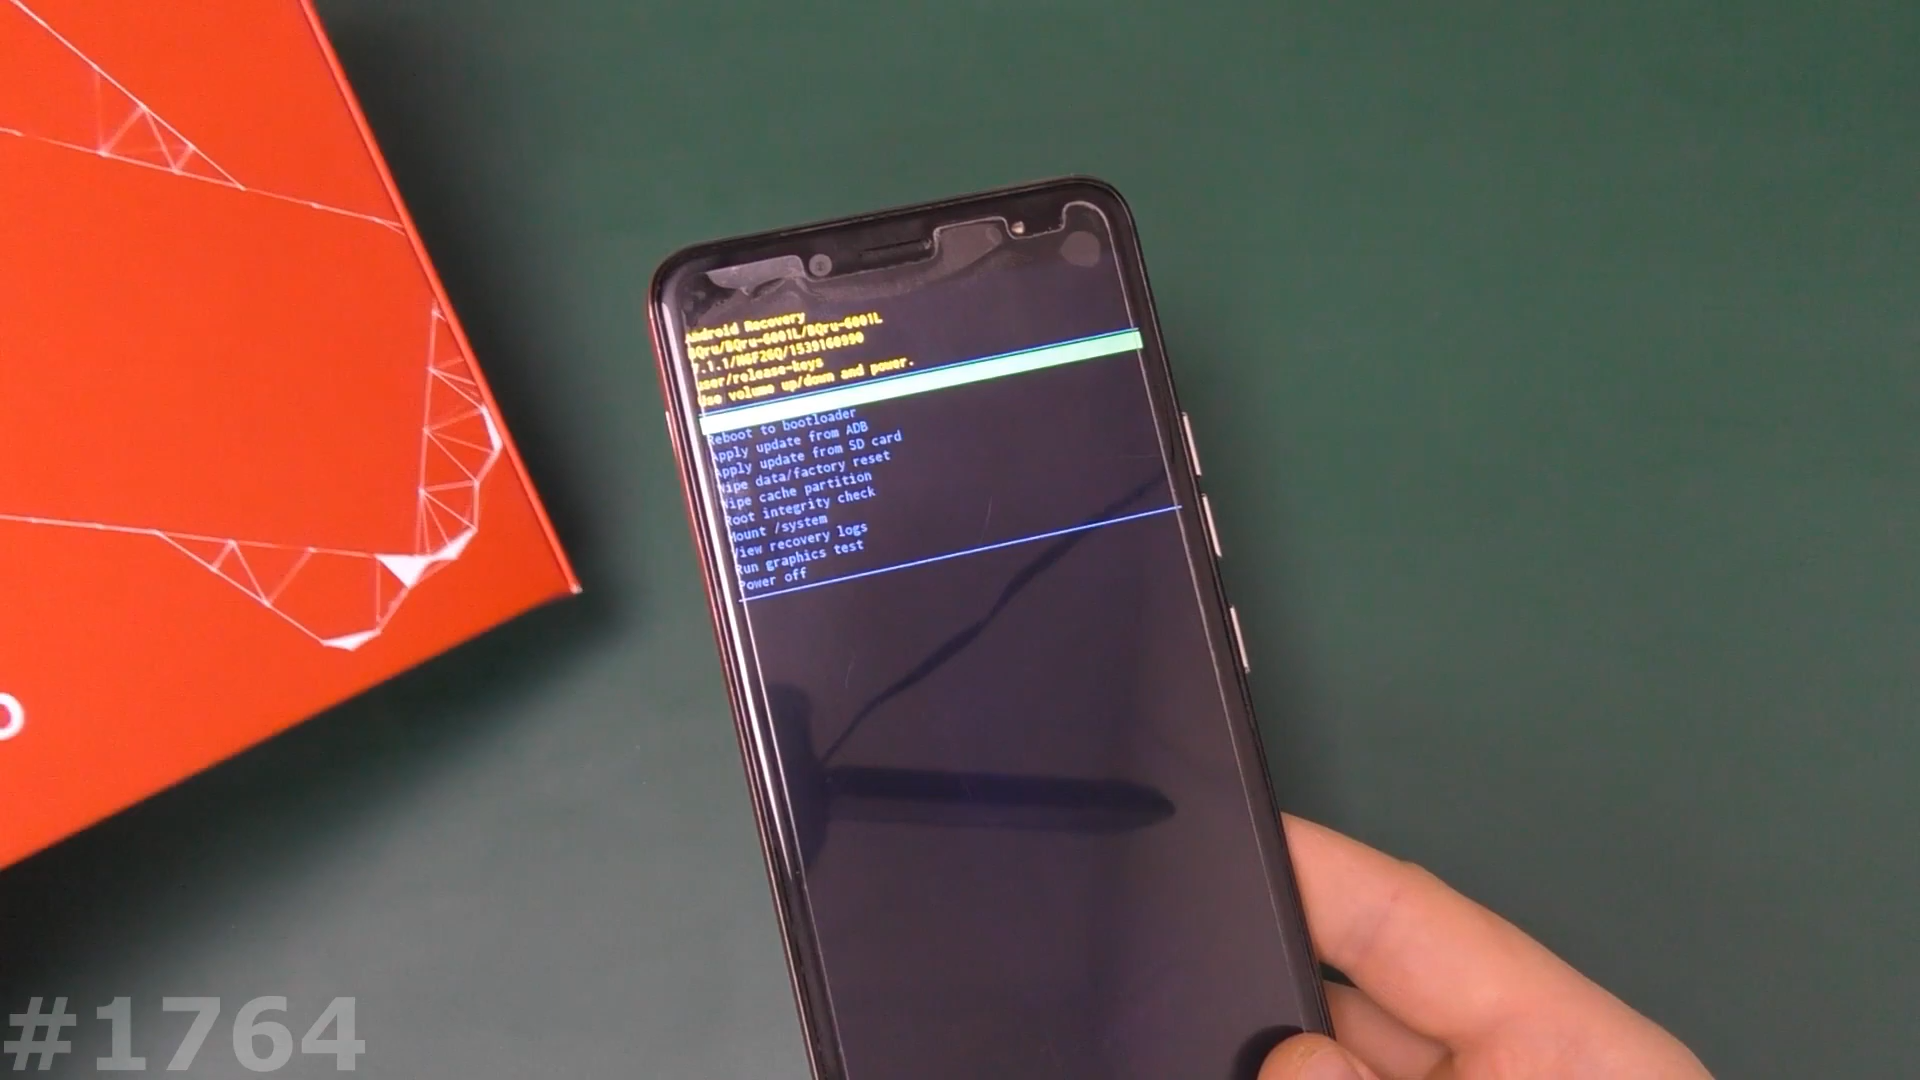 Android Recovery
BQru/BQru-6001L/BQru-6001L
7.1.1/N6F26Q/1539160990
user/release-keys
Use volume up/down and power.
Reboot to bootloader
Apply update from ADB
Apply update from SD card
Wipe data/factory reset
Wipe cache partition
Root integrity check
Mount /system
View recovery logs
Run graphics test
Power off
#1764